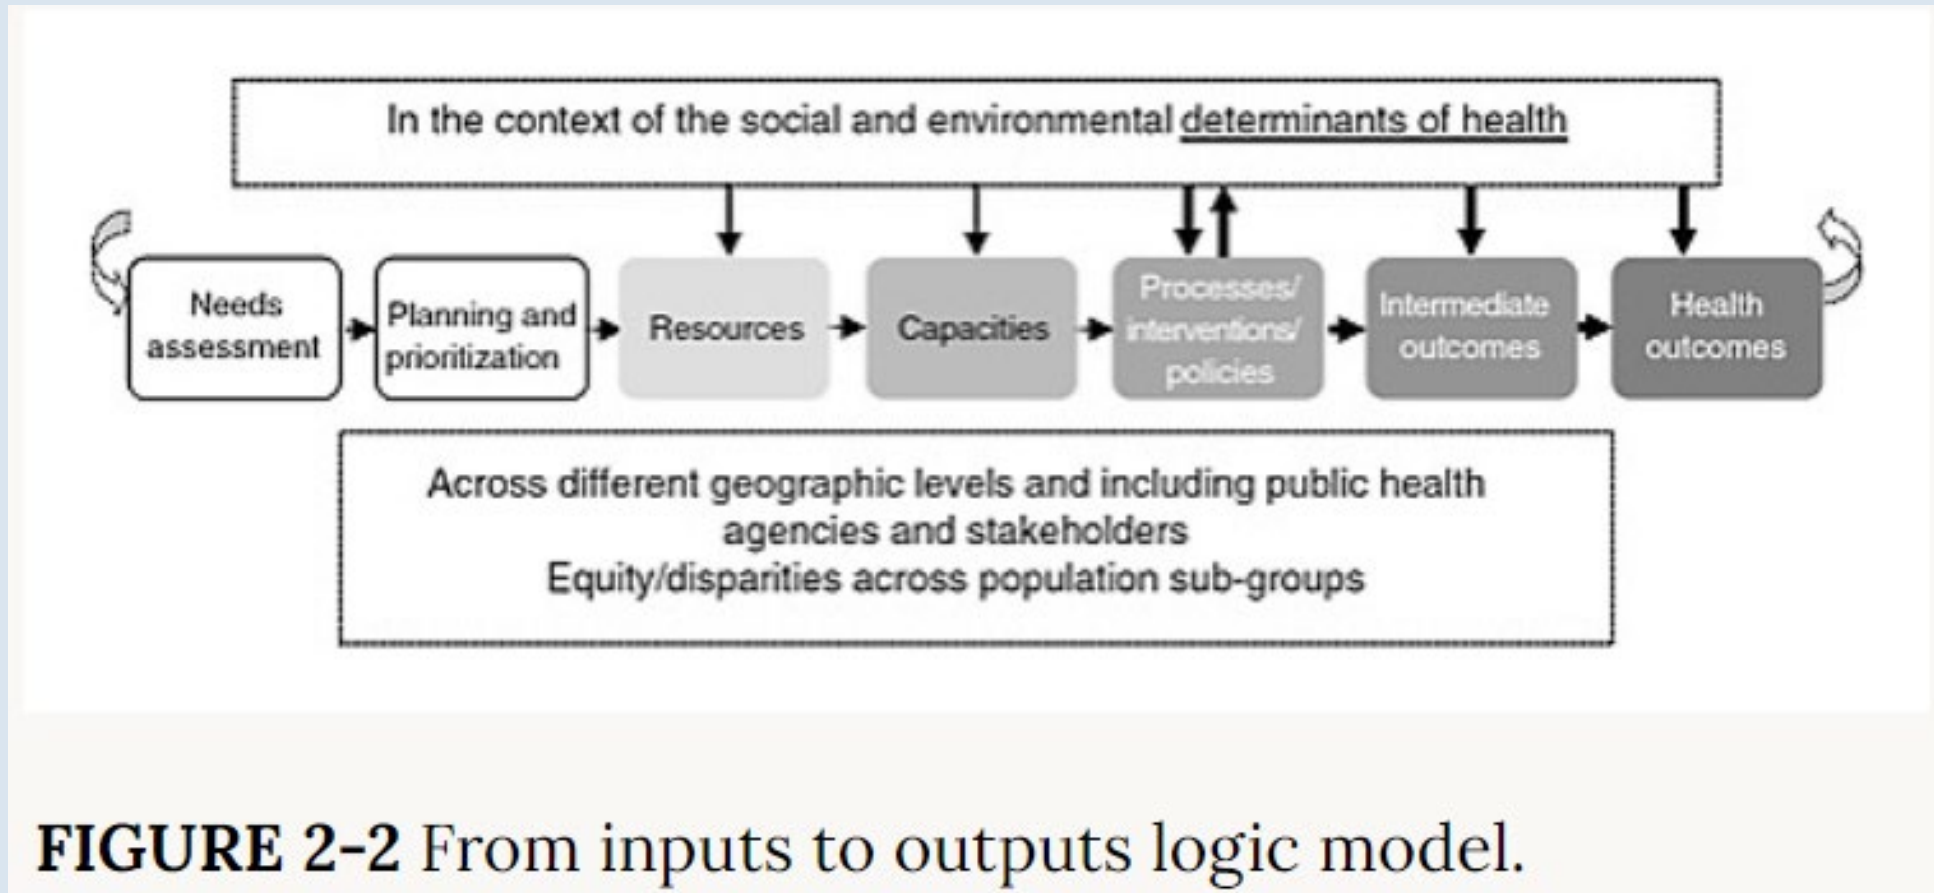 In the context of the social and environmental determinants of health
Needs
assessment
Planning and
prioritization
Resources
Capacities
Processes/
interventions/
policies
Intermediate
outcomes
Health
outcomes
Across different geographic levels and including public health
agencies and stakeholders
Equity/disparities across population sub-groups
FIGURE 2-2 From inputs to outputs logic model.